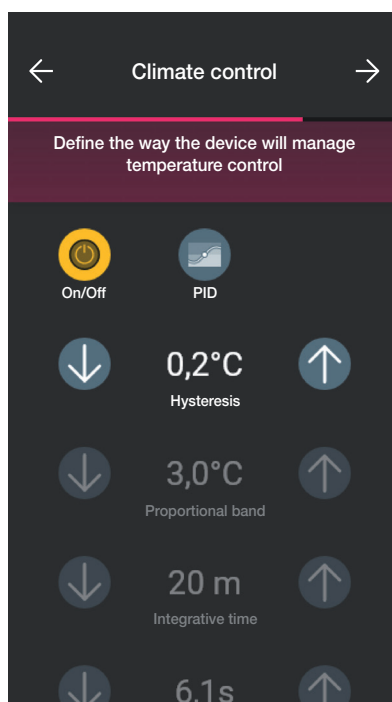 Climate control
Define the way the device will manage
temperature control
On/Off
PID
0,2°C
Hysteresis
3,0°C
Proportional band
20 m
Integrative time
6,1s